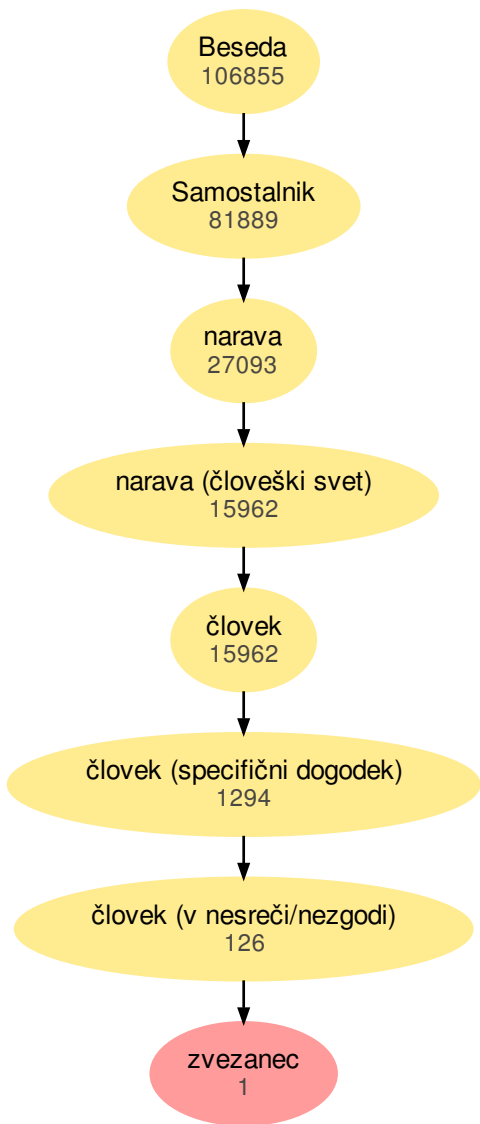 Beseda
106855
Samostalnik
81889
narava
27093
narava (človeški svet)
15962
človek
15962
človek (specifični dogodek)
1294
človek (v nesreči/nezgodi)
126
zvezanec
1